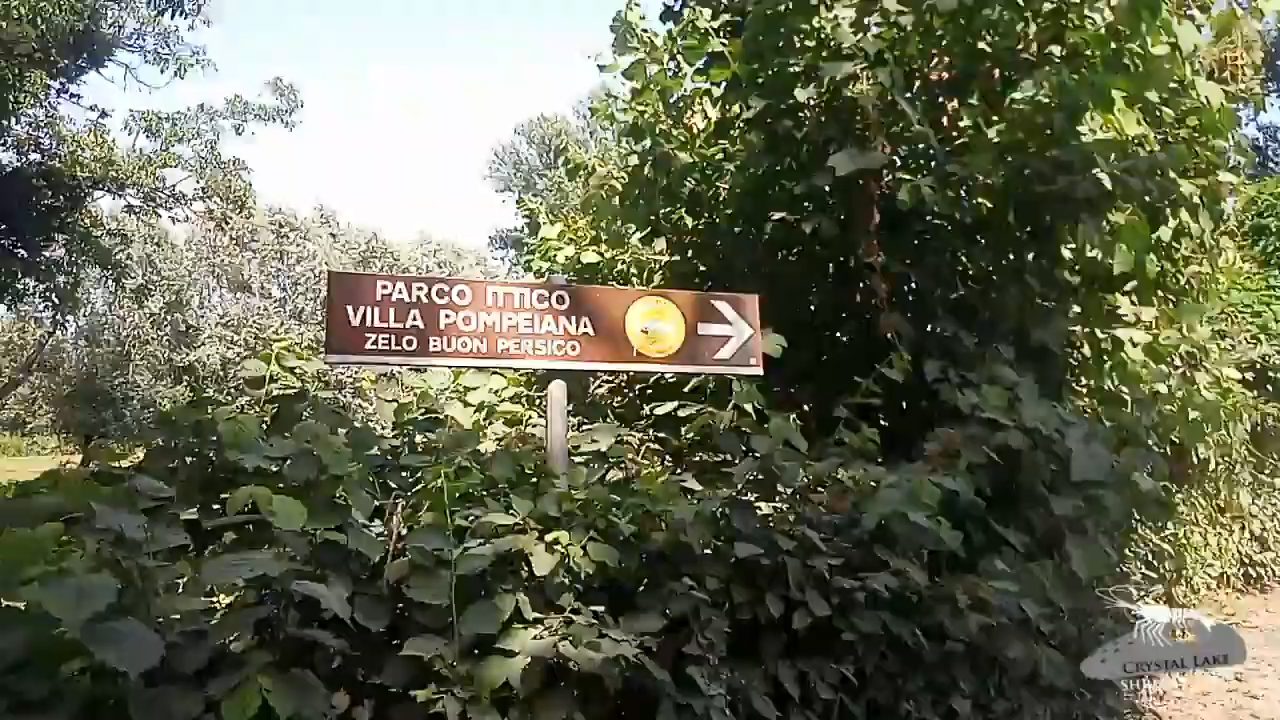 PARCO ITTICO
VILLA POMPEIANA
ZELO BUON PERSICO
CRYSTAL LAKE